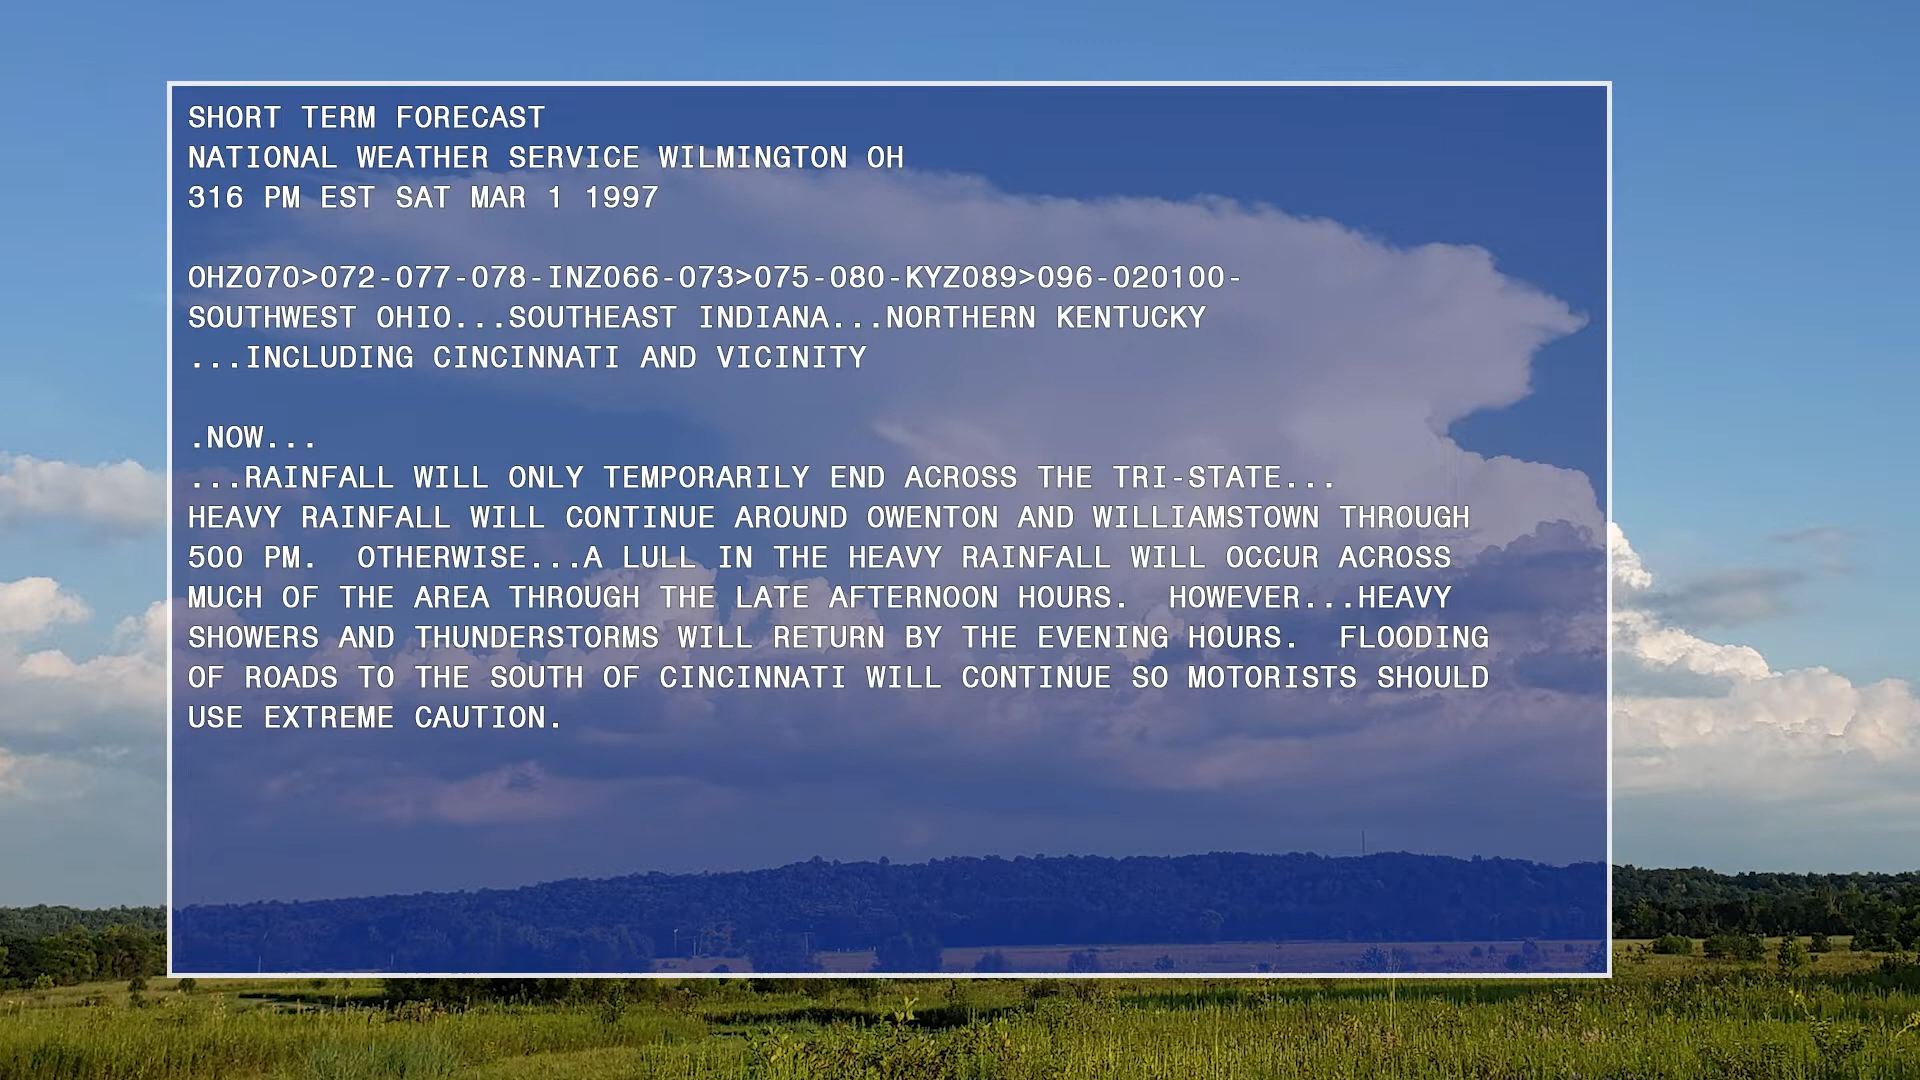 SHORT TERM FORECAST
NATIONAL WEATHER SERVICE WILMINGTON OH
316 PM EST SAT MAR 1 1997
OHZ070>072-077-078-INZ066-073>075-080-KYZ089>096-020100-
SOUTHWEST OHIO...SOUTHEAST INDIANA...NORTHERN KENTUCKY
...INCLUDING CINCINNATI AND VICINITY
.NOW...
...RAINFALL WILL ONLY TEMPORARILY END ACROSS THE TRI-STATE...
HEAVY RAINFALL WILL CONTINUE AROUND OWENTON AND WILLIAMSTOWN THROUGH
500 PM.  OTHERWISE...A LULL IN THE HEAVY RAINFALL WILL OCCUR ACROSS
MUCH OF THE AREA THROUGH THE LATE AFTERNOON HOURS.  HOWEVER...HEAVY
SHOWERS AND THUNDERSTORMS WILL RETURN BY THE EVENING HOURS.  FLOODING
OF ROADS TO THE SOUTH OF CINCINNATI WILL CONTINUE SO MOTORISTS SHOULD
USE EXTREME CAUTION.